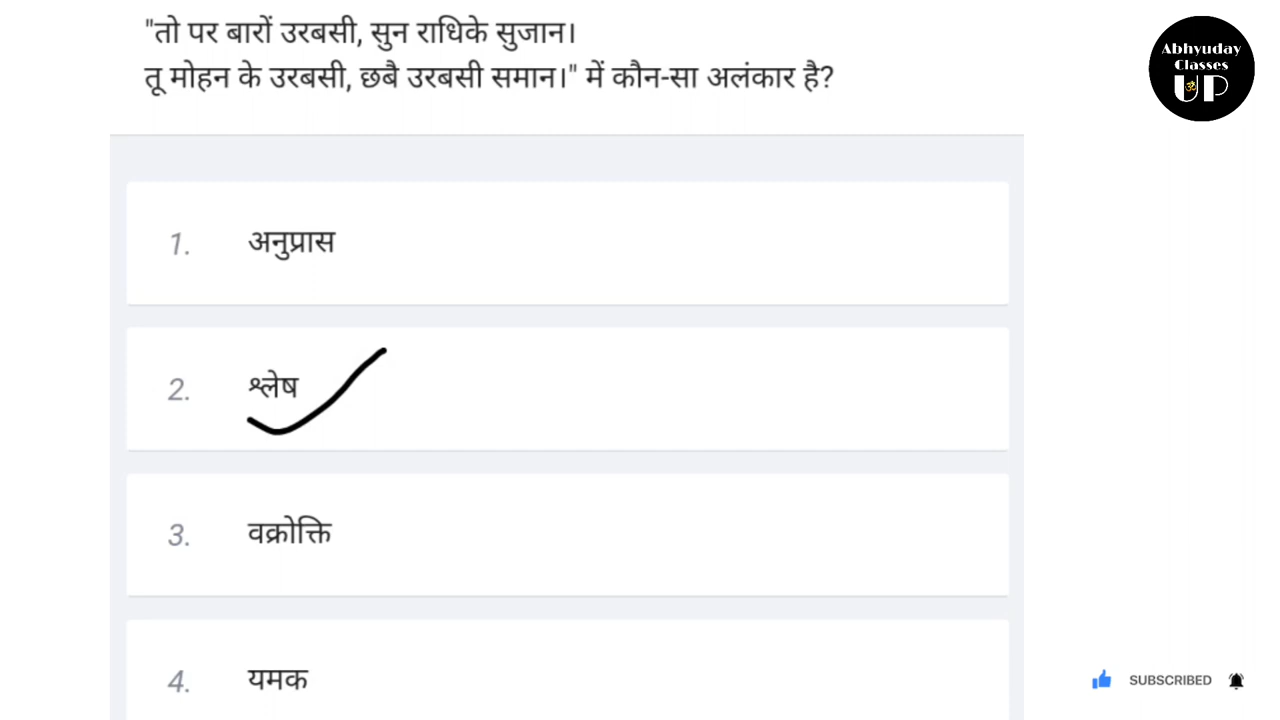 "तो पर बारों उरबसी, सुन राधिके सुजान।
तू मोहन के उरबसी, छबै उरबसी समान।" में कौन-सा अलंकार है?
Abhyuday
Classes
UP
ॐ
1. अनुप्रास
2. श्लेष
3. वक्रोक्ति
4. यमक
SUBSCRIBED